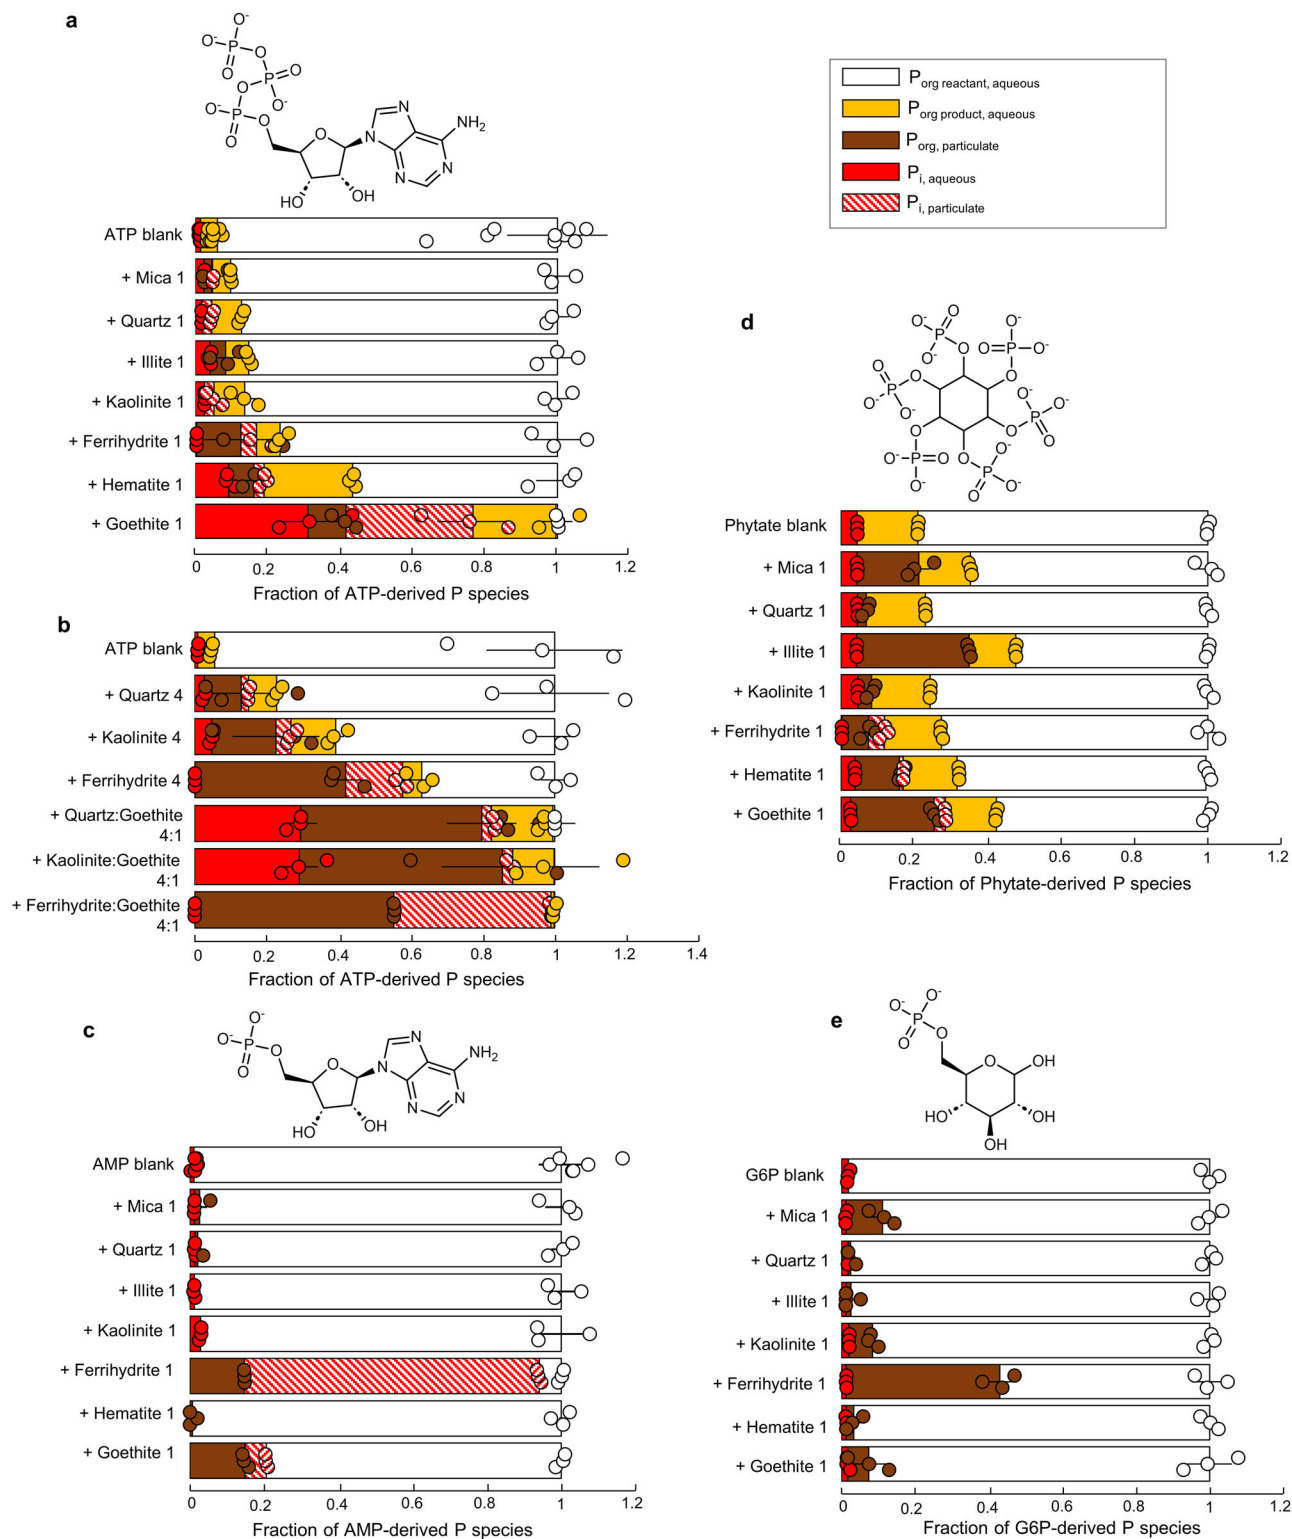 a
O⁻
O⁻
P
O
O
O
P
O
O⁻
P
O⁻
O
O
O
N
N
NH₂
N
N
HO
OH
ATP blank
+ Mica 1
+ Quartz 1
+ Illite 1
+ Kaolinite 1
+ Ferrihydrite 1
+ Hematite 1
+ Goethite 1
0 0.2 0.4 0.6 0.8 1 1.2
Fraction of ATP-derived P species
P org reactant, aqueous
P org product, aqueous
P org, particulate
P i, aqueous
P i, particulate
b
ATP blank
+ Quartz 4
+ Kaolinite 4
+ Ferrihydrite 4
+ Quartz:Goethite
4:1
+ Kaolinite:Goethite
4:1
+ Ferrihydrite:Goethite
4:1
0 0.2 0.4 0.6 0.8 1 1.2 1.4
Fraction of ATP-derived P species
c
O⁻
O⁻
P
O
O
O
N
N
NH₂
N
N
HO
OH
AMP blank
+ Mica 1
+ Quartz 1
+ Illite 1
+ Kaolinite 1
+ Ferrihydrite 1
+ Hematite 1
+ Goethite 1
0 0.2 0.4 0.6 0.8 1 1.2
Fraction of AMP-derived P species
d
O⁻
O
O⁻
O
P
O⁻
O
O
P
O⁻
O
O
O⁻
P
O⁻
O
O
O⁻
P
O⁻
O
O
O
O⁻
P
O
O⁻
O⁻
P
O⁻
O
Phytate blank
+ Mica 1
+ Quartz 1
+ Illite 1
+ Kaolinite 1
+ Ferrihydrite 1
+ Hematite 1
+ Goethite 1
0 0.2 0.4 0.6 0.8 1 1.2
Fraction of Phytate-derived P species
e
O⁻
O⁻
P
O
O
O
OH
HO
OH
OH
G6P blank
+ Mica 1
+ Quartz 1
+ Illite 1
+ Kaolinite 1
+ Ferrihydrite 1
+ Hematite 1
+ Goethite 1
0 0.2 0.4 0.6 0.8 1 1.2
Fraction of G6P-derived P species